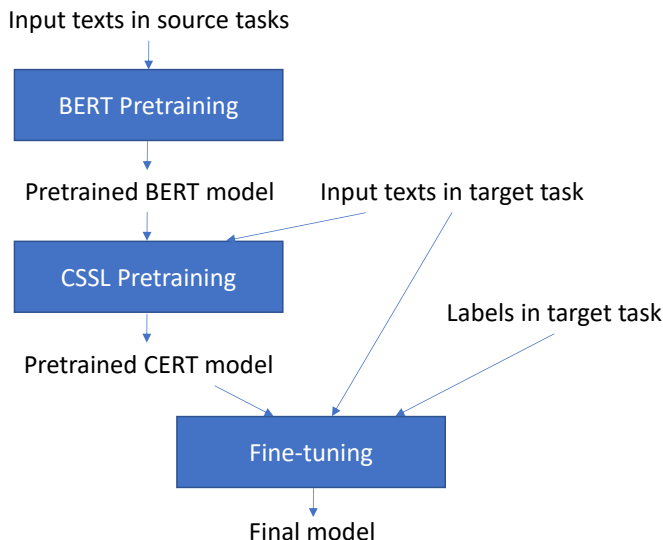 Input texts in source tasks
BERT Pretraining
Pretrained BERT model
Input texts in target task
CSSL Pretraining
Labels in target task
Pretrained CERT model
Fine-tuning
Final model